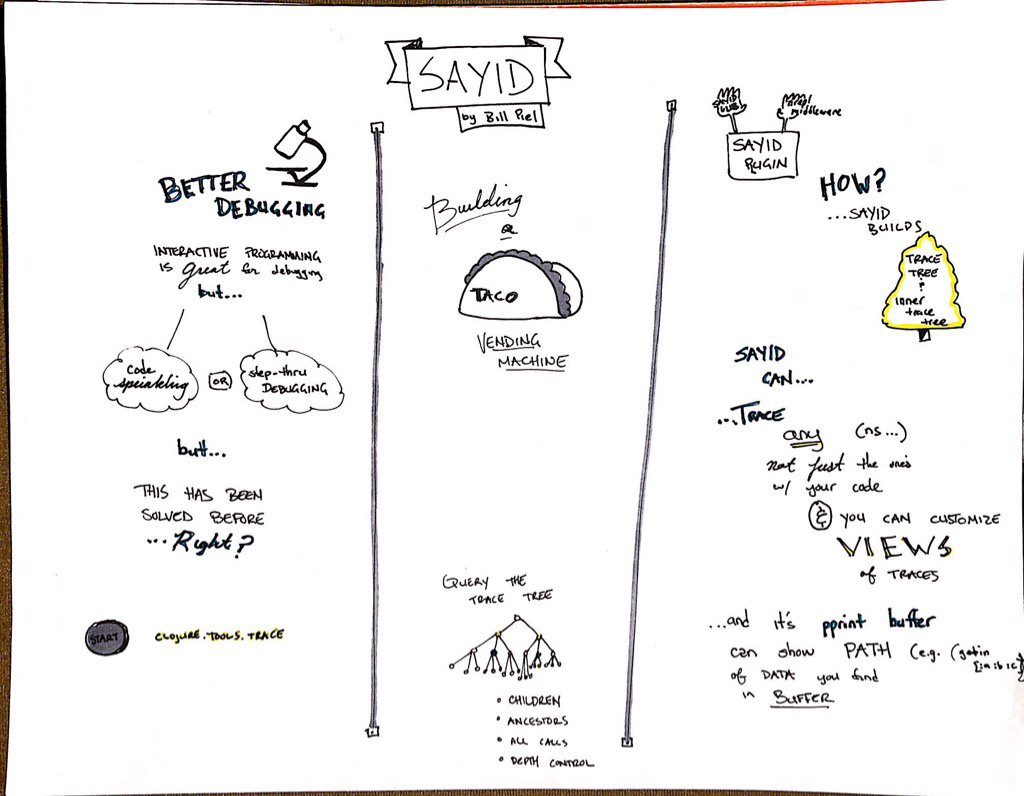 SAYID
by Bill Piel
BETTER
DEBUGGING
INTERACTIVE PROGRAMMING
is great for debugging
but...
code
sprinkling
OR
step-thru
DEBUGGING
but...
THIS HAS BEEN
SOLVED BEFORE
...Right?
START
CLOJURE.TOOLS.TRACE
Building
a
TACO
VENDING
MACHINE
QUERY THE
TRACE TREE
• CHILDREN
• ANCESTORS
• ALL CALLS
• DEPTH CONTROL
SAYID
nrepl
middleware
SAYID
PLUGIN
HOW?
...SAYID
BUILDS
TRACE
TREE
?
inner
trace
tree
SAYID
CAN...
...TRACE
any (ns...)
not just the one's
w/ your code
& YOU CAN CUSTOMIZE
VIEWS
of TRACES
...and it's pprint buffer
can show PATH (e.g. (get in
[:a :b :c]
of DATA you find
in BUFFER